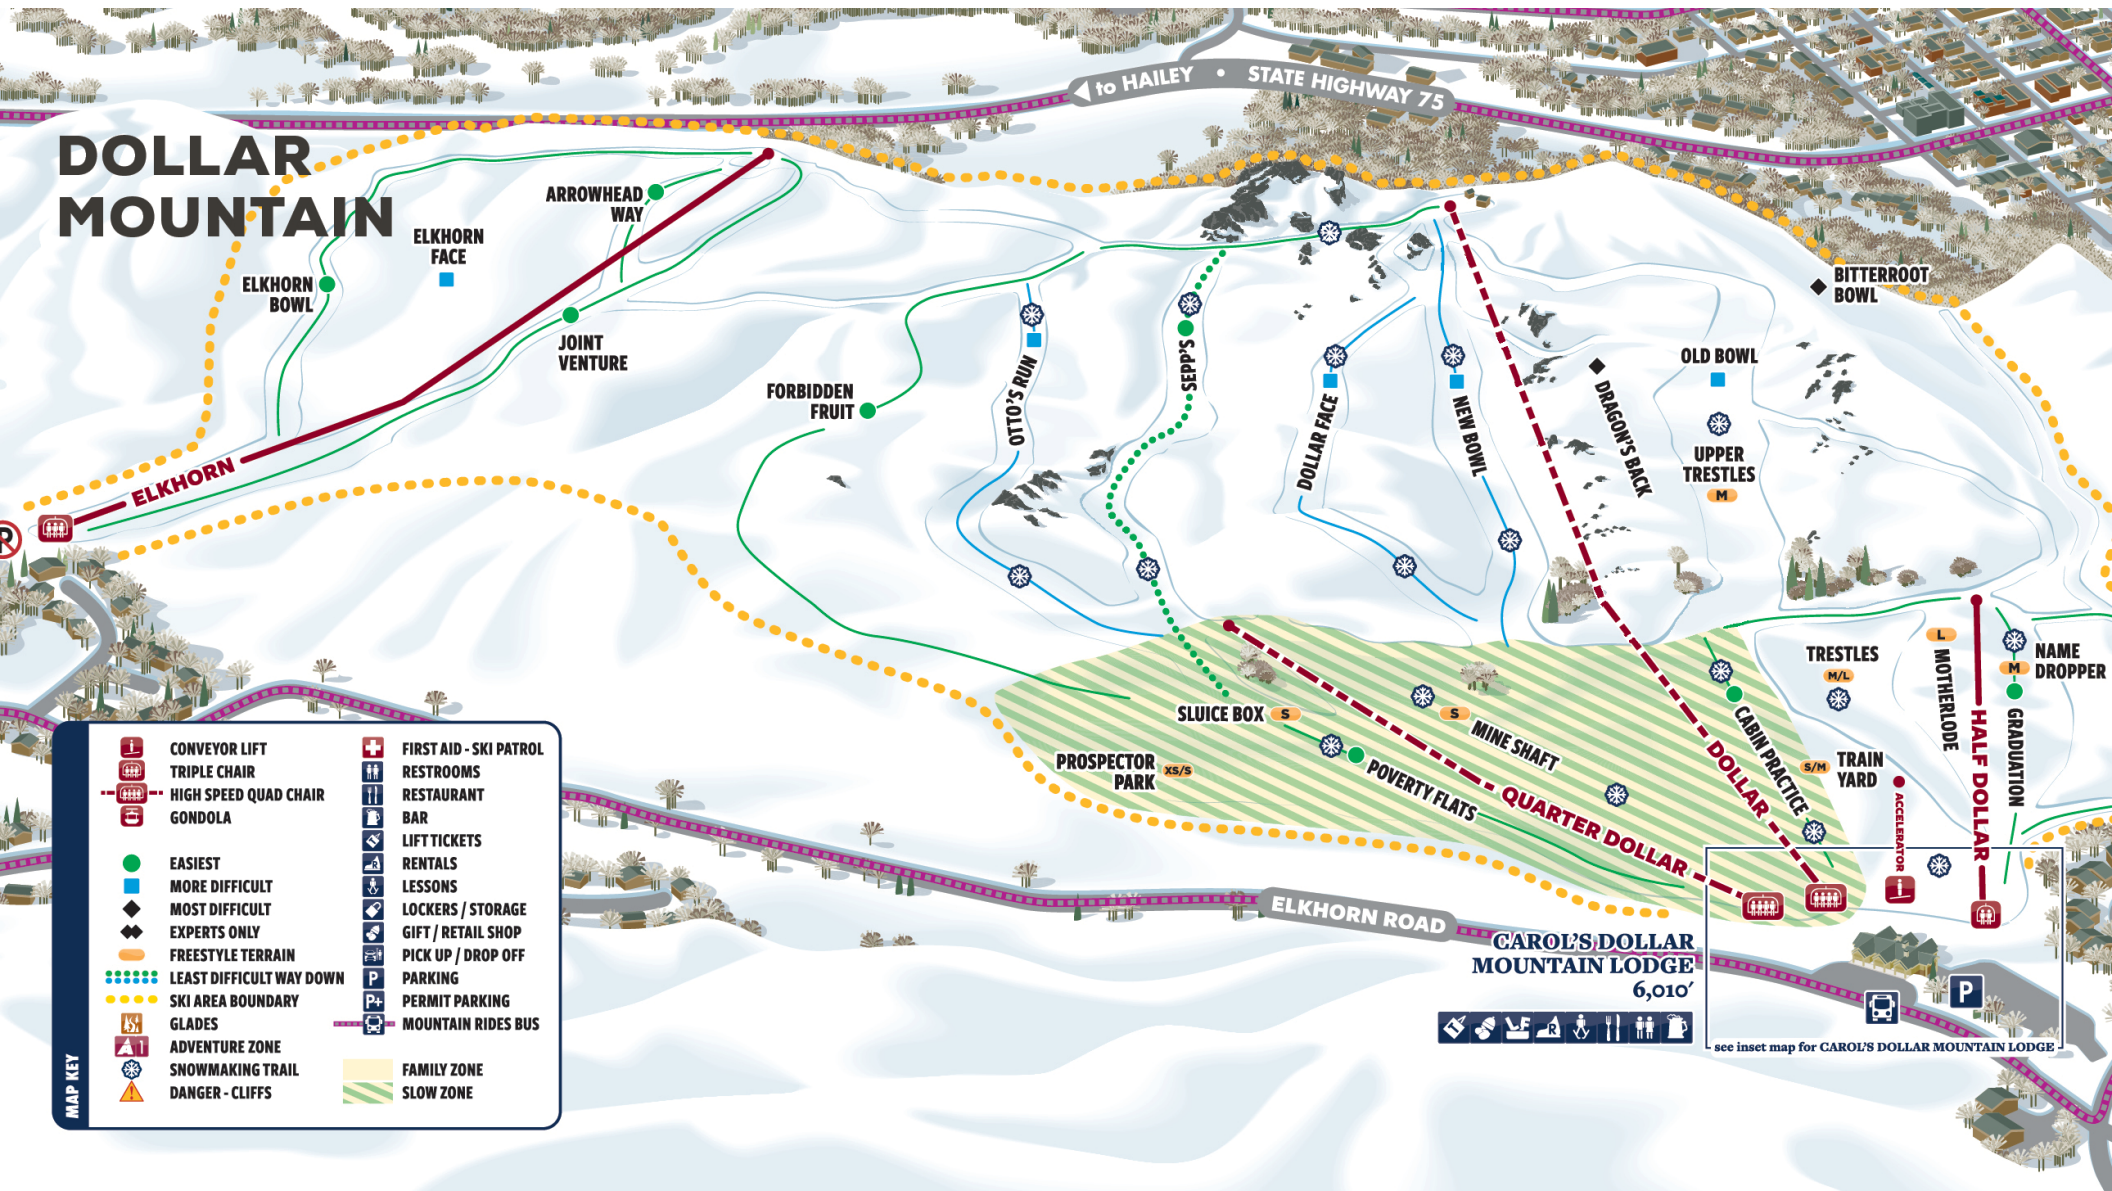 to HAILEY • STATE HIGHWAY 75
DOLLAR
MOUNTAIN
ARROWHEAD
WAY
ELKHORN
FACE
ELKHORN
BOWL
JOINT
VENTURE
FORBIDDEN
FRUIT
OTTO'S RUN
SEPP'S
DOLLAR FACE
NEW BOWL
DRAGON'S BACK
OLD BOWL
UPPER
TRESTLES
M
BITTERROOT
BOWL
ELKHORN
P
SLUICE BOX S
S
MINE SHAFT
PROSPECTOR
PARK XS/S
POVERTY FLATS
QUARTER DOLLAR
DOLLAR
CABIN PRACTICE
TRESTLES
M/L
L
MOTHERLODE
HALF DOLLAR
M
NAME
DROPPER
GRADUATION
S/M
TRAIN
YARD
ACCELERATOR
ELKHORN ROAD
CAROL'S DOLLAR
MOUNTAIN LODGE
6,010'
R
P
see inset map for CAROL'S DOLLAR MOUNTAIN LODGE
MAP KEY
CONVEYOR LIFT
TRIPLE CHAIR
HIGH SPEED QUAD CHAIR
GONDOLA
EASIEST
MORE DIFFICULT
MOST DIFFICULT
EXPERTS ONLY
FREESTYLE TERRAIN
LEAST DIFFICULT WAY DOWN
SKI AREA BOUNDARY
GLADES
1 ADVENTURE ZONE
SNOWMAKING TRAIL
DANGER - CLIFFS
FIRST AID - SKI PATROL
RESTROOMS
RESTAURANT
BAR
LIFT TICKETS
R RENTALS
LESSONS
LOCKERS / STORAGE
GIFT / RETAIL SHOP
PICK UP / DROP OFF
P PARKING
P+ PERMIT PARKING
MOUNTAIN RIDES BUS
FAMILY ZONE
SLOW ZONE